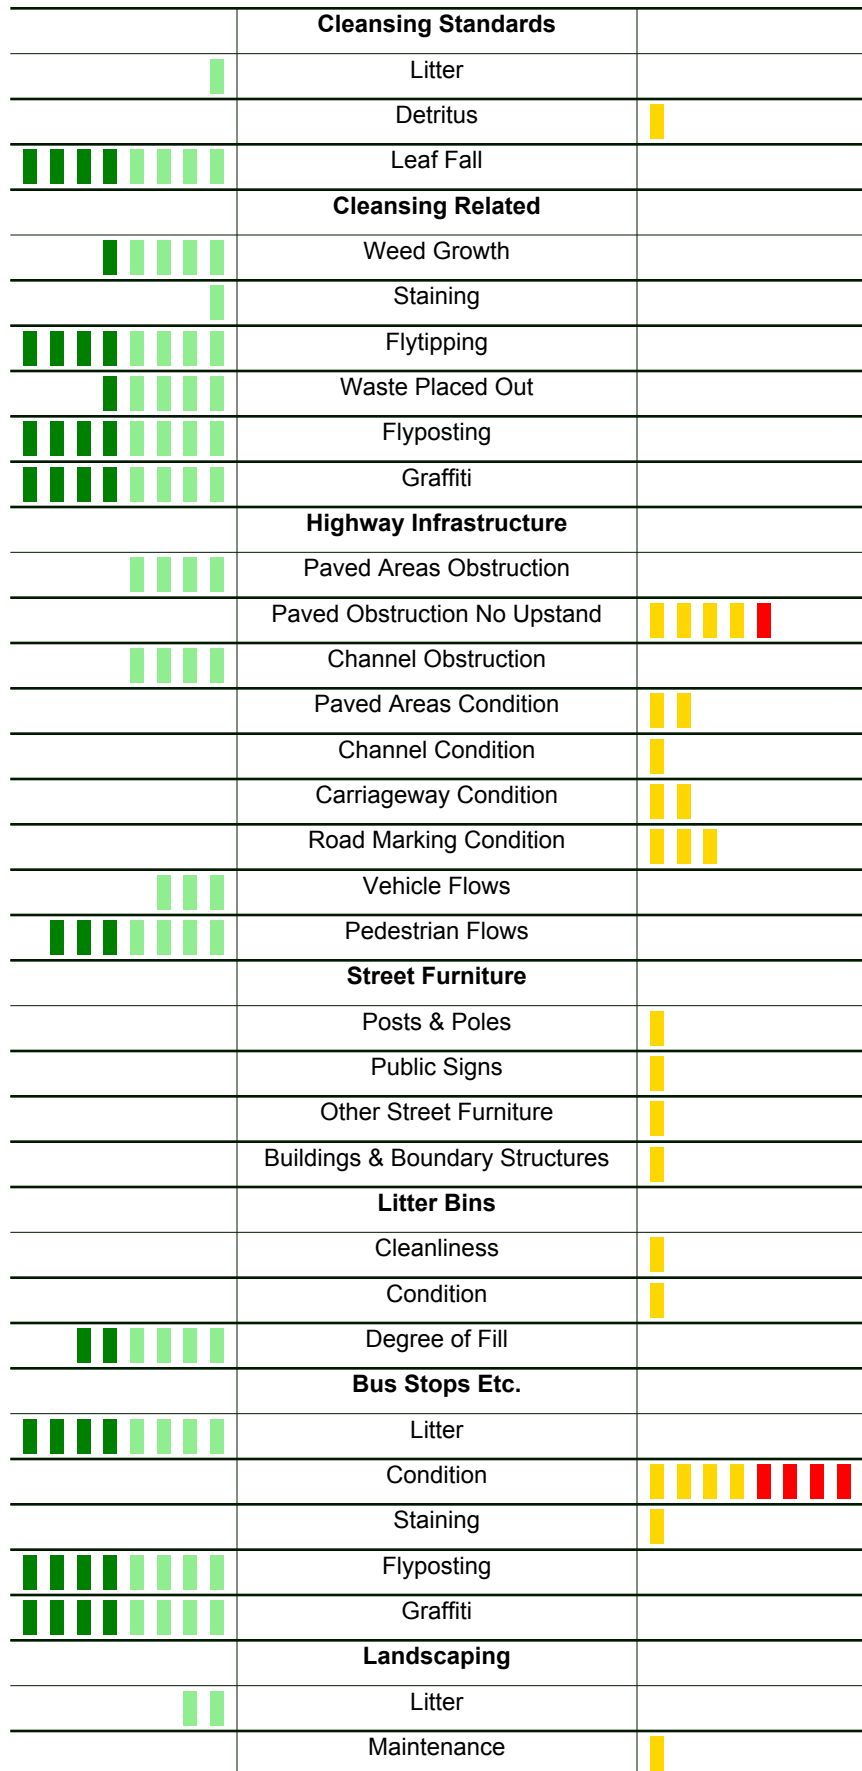 Cleansing Standards
Litter
Detritus
Leaf Fall
Cleansing Related
Weed Growth
Staining
Flytipping
Waste Placed Out
Flyposting
Graffiti
Highway Infrastructure
Paved Areas Obstruction
Paved Obstruction No Upstand
Channel Obstruction
Paved Areas Condition
Channel Condition
Carriageway Condition
Road Marking Condition
Vehicle Flows
Pedestrian Flows
Street Furniture
Posts & Poles
Public Signs
Other Street Furniture
Buildings & Boundary Structures
Litter Bins
Cleanliness
Condition
Degree of Fill
Bus Stops Etc.
Litter
Condition
Staining
Flyposting
Graffiti
Landscaping
Litter
Maintenance